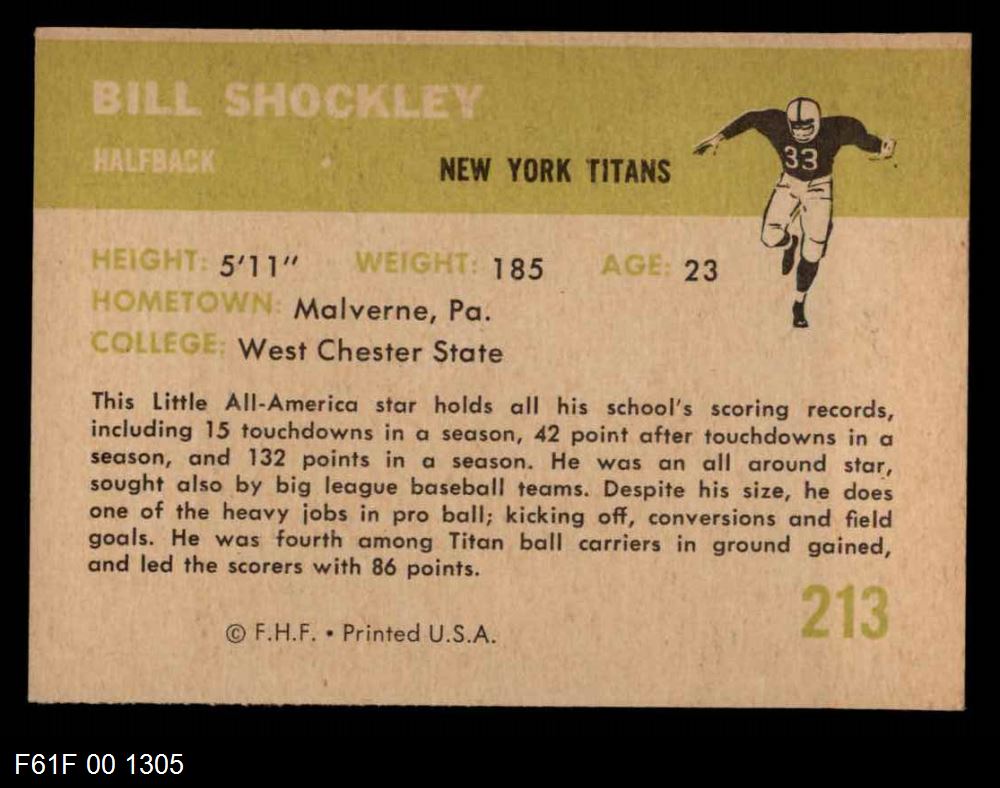 BILL SHOCKLEY
HALFBACK
NEW YORK TITANS
33
HEIGHT: 5'11" WEIGHT: 185 AGE: 23
HOMETOWN: Malverne, Pa.
COLLEGE: West Chester State
This Little All-America star holds all his school's scoring records,
including 15 touchdowns in a season, 42 point after touchdowns in a
season, and 132 points in a season. He was an all around star,
sought also by big league baseball teams. Despite his size, he does
one of the heavy jobs in pro ball; kicking off, conversions and field
goals. He was fourth among Titan ball carriers in ground gained,
and led the scorers with 86 points.
213
© F.H.F. • Printed U.S.A.
F61F 00 1305